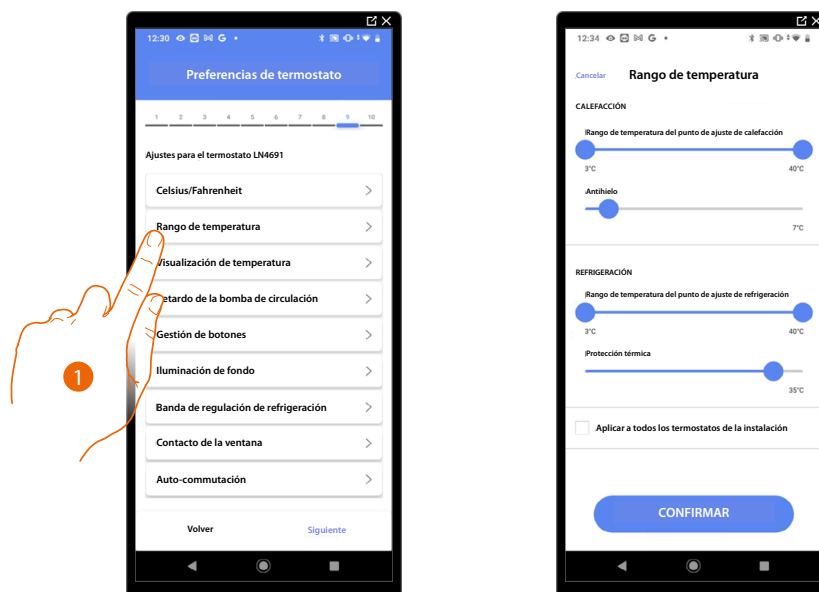 12:30 G
Preferencias de termostato
1 2 3 4 5 6 7 8 9 10
Ajustes para el termostato LN4691
Celsius/Fahrenheit
Rango de temperatura
Visualización de temperatura
etardo de la bomba de circulación
Gestión de botones
Iluminación de fondo
Banda de regulación de refrigeración
Contacto de la ventana
Auto-commutación
Volver Siguiente
1
12:34 G
Cancelar Rango de temperatura
CALEFACCIÓN
Rango de temperatura del punto de ajuste de calefacción
3°C 40°C
Antihielo
7°C
REFRIGERACIÓN
Rango de temperatura del punto de ajuste de refrigeración
3°C 40°C
Protección térmica
35°C
Aplicar a todos los termostatos de la instalación
CONFIRMAR